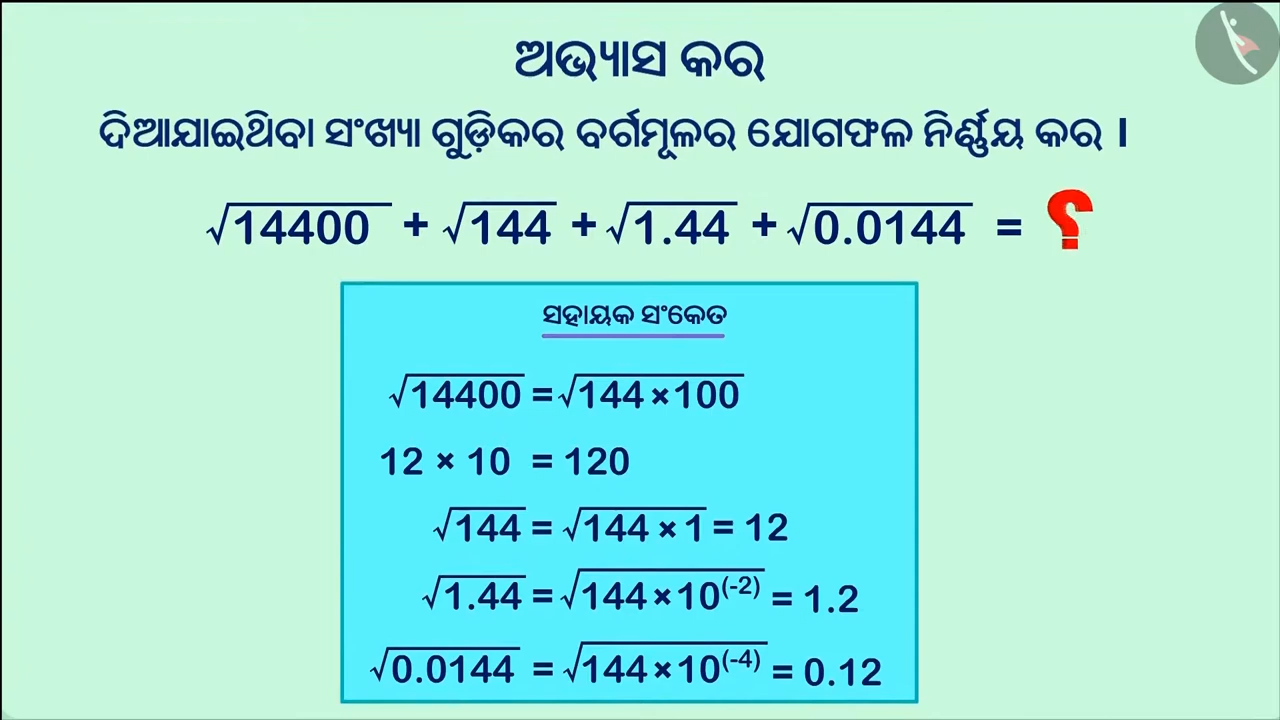 ଅଭ୍ୟାସ କର
ଦିଆଯାଇଥିବା ସଂଖ୍ୟା ଗୁଡ଼ିକର ବର୍ଗମୂଳର ଯୋଗଫଳ ନିର୍ଣ୍ଣୟ କର ।
√14400 + √144 + √1.44 + √0.0144 = ?
ସହାୟକ ସଂକେତ
√14400 = √144 × 100
12 × 10 = 120
√144 = √144 × 1 = 12
√1.44 = √144 × 10⁽⁻²⁾ = 1.2
√0.0144 = √144 × 10⁽⁻⁴⁾ = 0.12